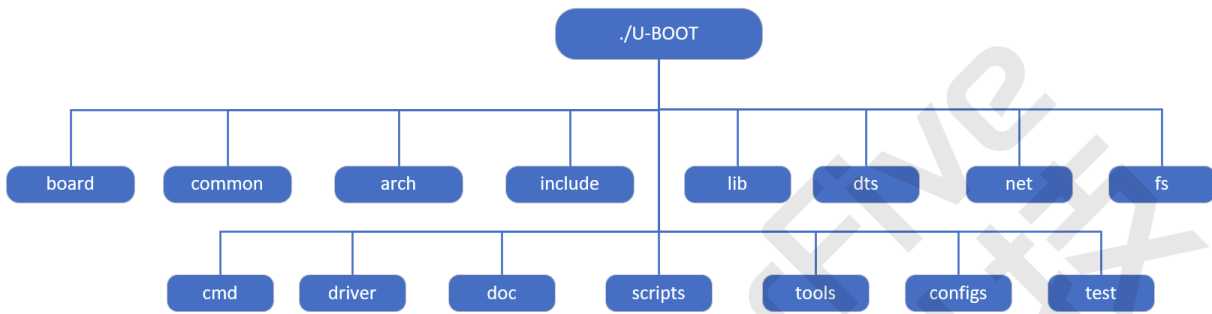 ./U-BOOT
board common arch include lib dts net fs
cmd driver doc scripts tools configs test